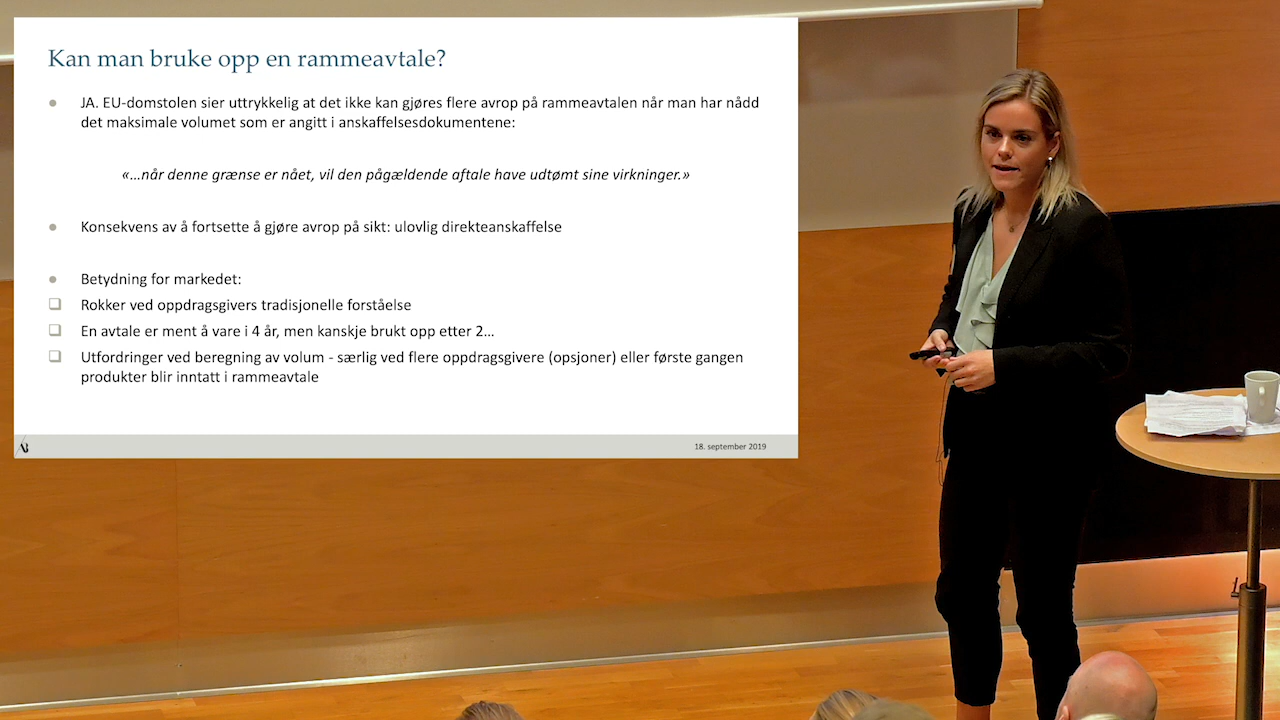 Kan man bruke opp en rammeavtale?
JA. EU-domstolen sier uttrykkelig at det ikke kan gjøres flere avrop på rammeavtalen når man har nådd
det maksimale volumet som er angitt i anskaffelsesdokumentene:
«...når denne grænse er nået, vil den pågældende aftale have udtømt sine virkninger.»
Konsekvens av å fortsette å gjøre avrop på sikt: ulovlig direkteanskaffelse
Betydning for markedet:
Rokker ved oppdragsgivers tradisjonelle forståelse
En avtale er ment å vare i 4 år, men kanskje brukt opp etter 2...
Utfordringer ved beregning av volum - særlig ved flere oppdragsgivere (opsjoner) eller første gangen
produkter blir inntatt i rammeavtale
18. september 2019